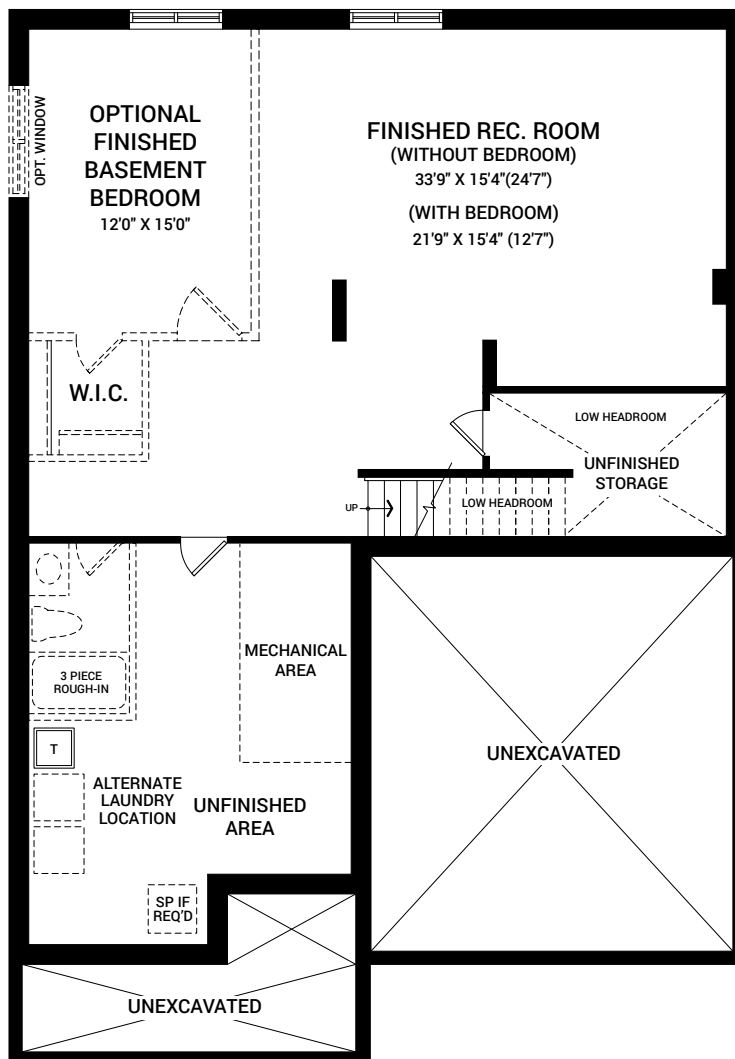 OPTIONAL
FINISHED
BASEMENT
BEDROOM
12'0" X 15'0"
OPT. WINDOW
FINISHED REC. ROOM
(WITHOUT BEDROOM)
33'9" X 15'4"(24'7")
(WITH BEDROOM)
21'9" X 15'4" (12'7")
W.I.C.
LOW HEADROOM
UNFINISHED
STORAGE
UP
LOW HEADROOM
MECHANICAL
AREA
3 PIECE
ROUGH-IN
T
ALTERNATE
LAUNDRY
LOCATION
UNFINISHED
AREA
UNEXCAVATED
SP IF
REQ'D
UNEXCAVATED